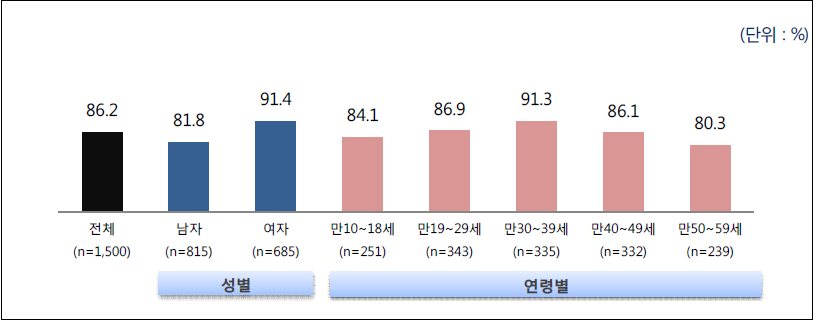 (단위 : %)
86.2 81.8 91.4 84.1 86.9 91.3 86.1 80.3
전체 남자 여자 만10~18세 만19~29세 만30~39세 만40~49세 만50~59세
(n=1,500) (n=815) (n=685) (n=251) (n=343) (n=335) (n=332) (n=239)
성별 연령별